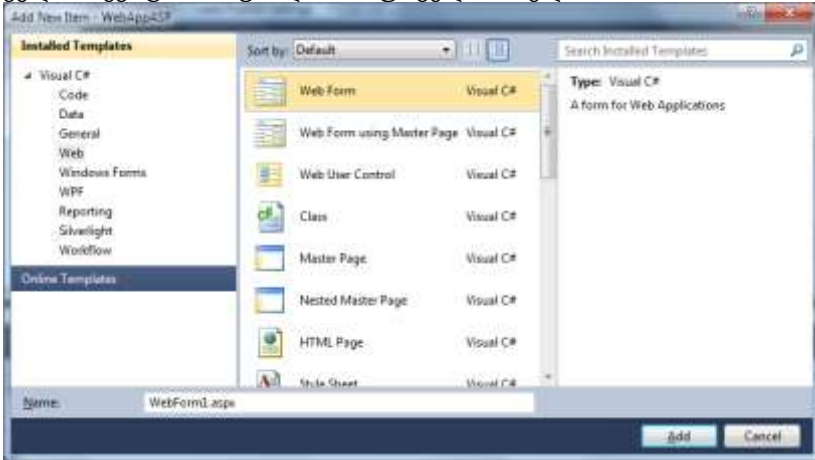 Add New Item - WebAppASP
Installed Templates
Sort by: Default
Search Installed Templates
Visual C#
Code
Data
General
Web
Windows Forms
WPF
Reporting
Silverlight
Workflow
Online Templates
Web Form Visual C#
Web Form using Master Page Visual C#
Web User Control Visual C#
Class Visual C#
Master Page Visual C#
Nested Master Page Visual C#
HTML Page Visual C#
Style Sheet Visual C#
Type: Visual C#
A form for Web Applications
Name: WebForm1.aspx
Add Cancel